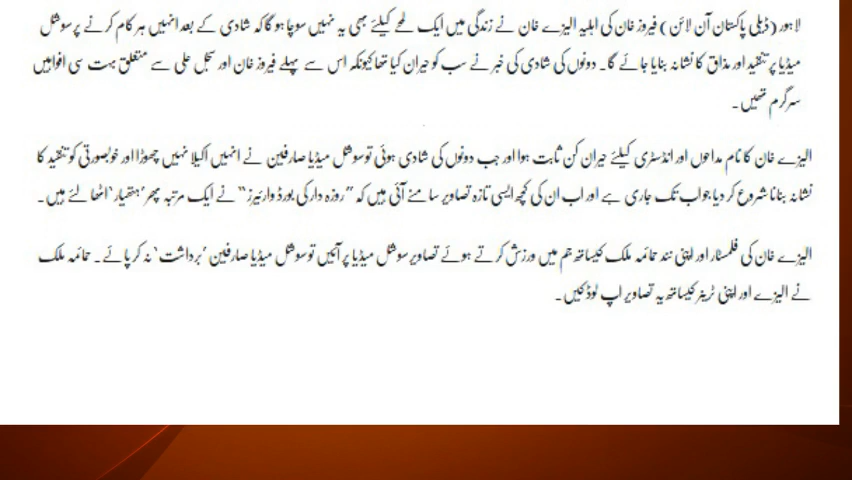 لاہور (ڈیلی پاکستان آن لائن) فیروز خان کی اہلیہ الیزے خان نے زندگی میں ایک لمحے کیلئے بھی یہ نہیں سوچا ہو گا کہ شادی کے بعد انہیں ہر کام کرنے پر سوشل
میڈیا پر تنقید اور مذاق کا نشانہ بنایا جائے گا۔ دونوں کی شادی کی خبر نے سب کو حیران کیا تھا کیونکہ اس سے پہلے فیروز خان اور سجل علی سے متعلق بہت سی افواہیں
سرگرم تھیں۔
الیزے خان کا نام مداحوں اور انڈسٹری کیلئے حیران کن ثابت ہوا اور جب دونوں کی شادی ہوئی تو سوشل میڈیا صارفین نے انہیں اکیلا نہیں چھوڑا اور خوبصورتی کو تنقید کا
نشانہ بنانا شروع کر دیا جو اب تک جاری ہے اور اب ان کی کچھ ایسی تازہ تصاویر سامنے آئی ہیں کہ ”روزہ دار کی بورڈ وارئیرز“ نے ایک مرتبہ پھر ’ہتھیار‘ اٹھا لئے ہیں۔
الیزے خان کی فلمسٹار اور اپنی نند حمائمہ ملک کیساتھ جم میں ورزش کرتے ہوئے تصاویر سوشل میڈیا پر آئیں تو سوشل میڈیا صارفین ’برداشت‘ نہ کر پائے۔ حمائمہ ملک
نے الیزے اور اپنی ٹرینر کیساتھ یہ تصاویر اپ لوڈ کیں۔